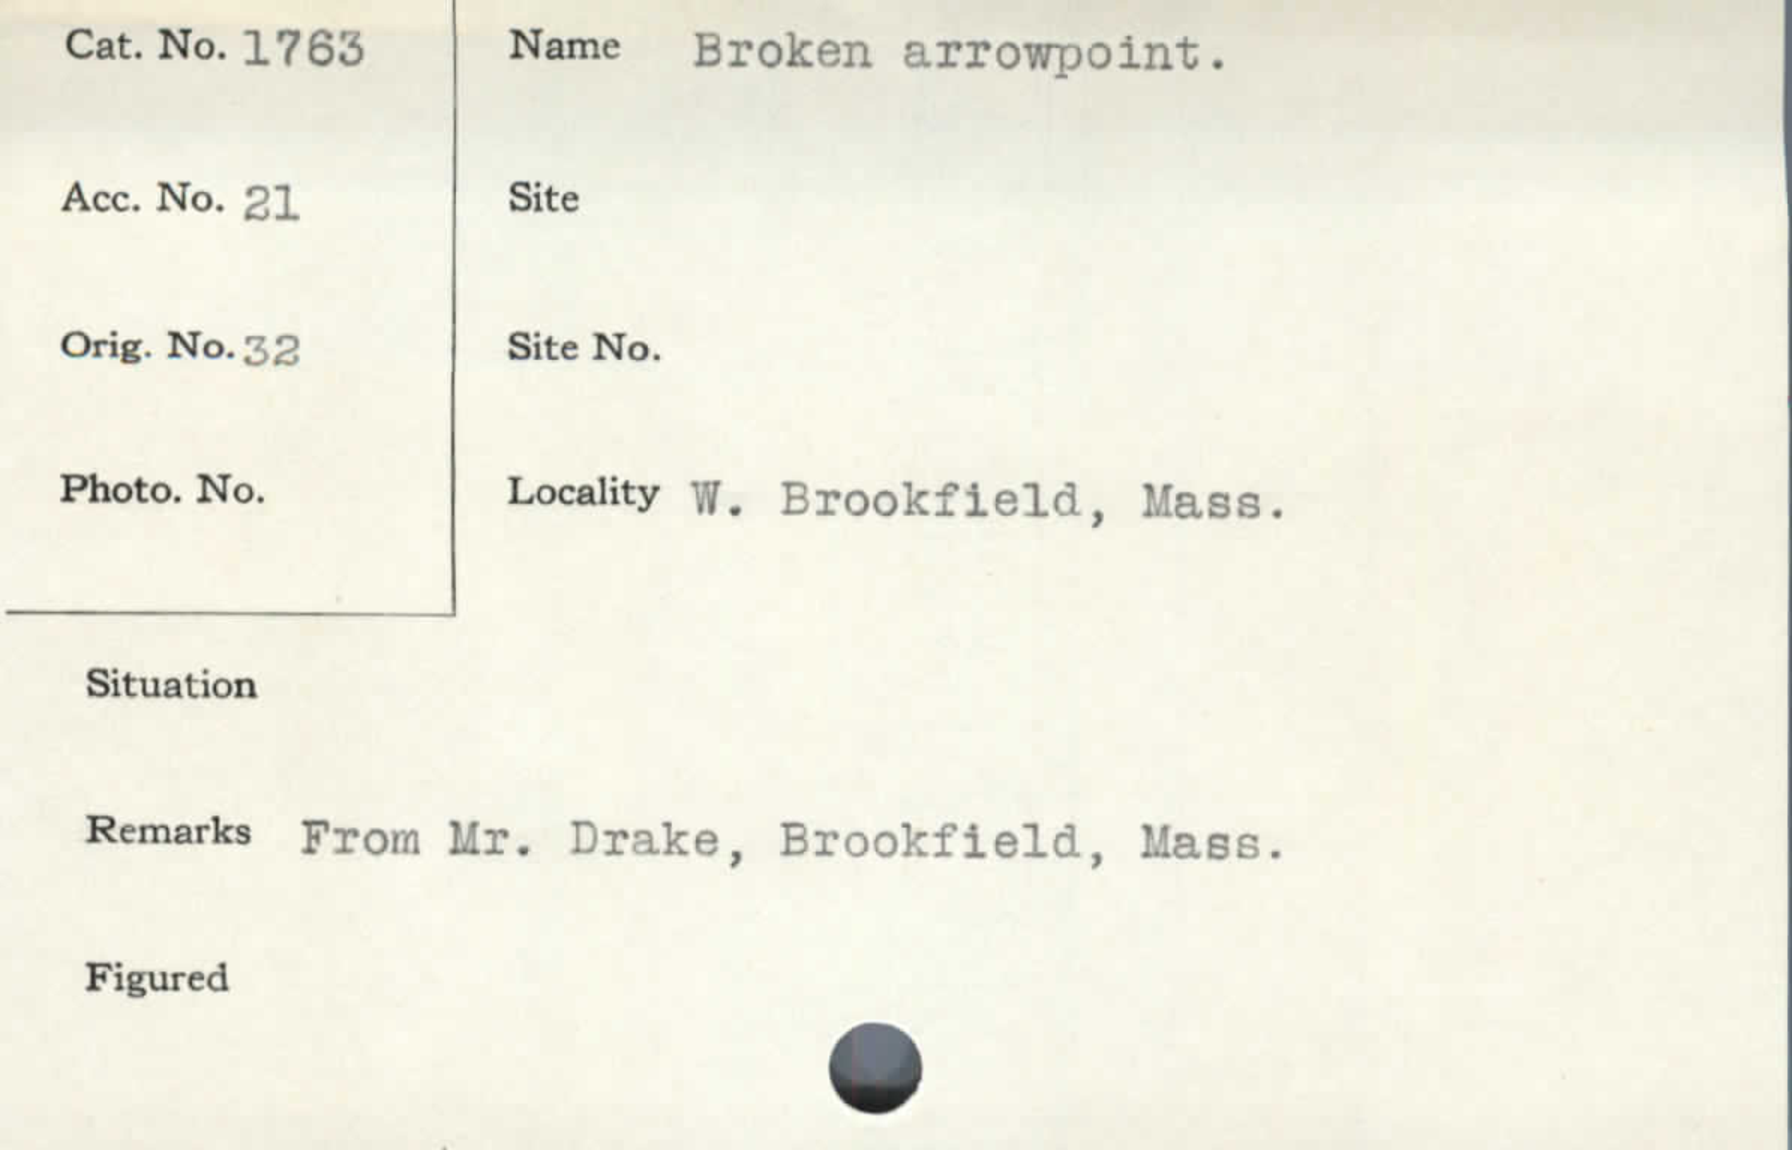 Cat. No. 1763
Acc. No. 21
Orig. No. 32
Photo. No.
Name Broken arrowpoint.
Site
Site No.
Locality W. Brookfield, Mass.
Situation
Remarks From Mr. Drake, Brookfield, Mass.
Figured